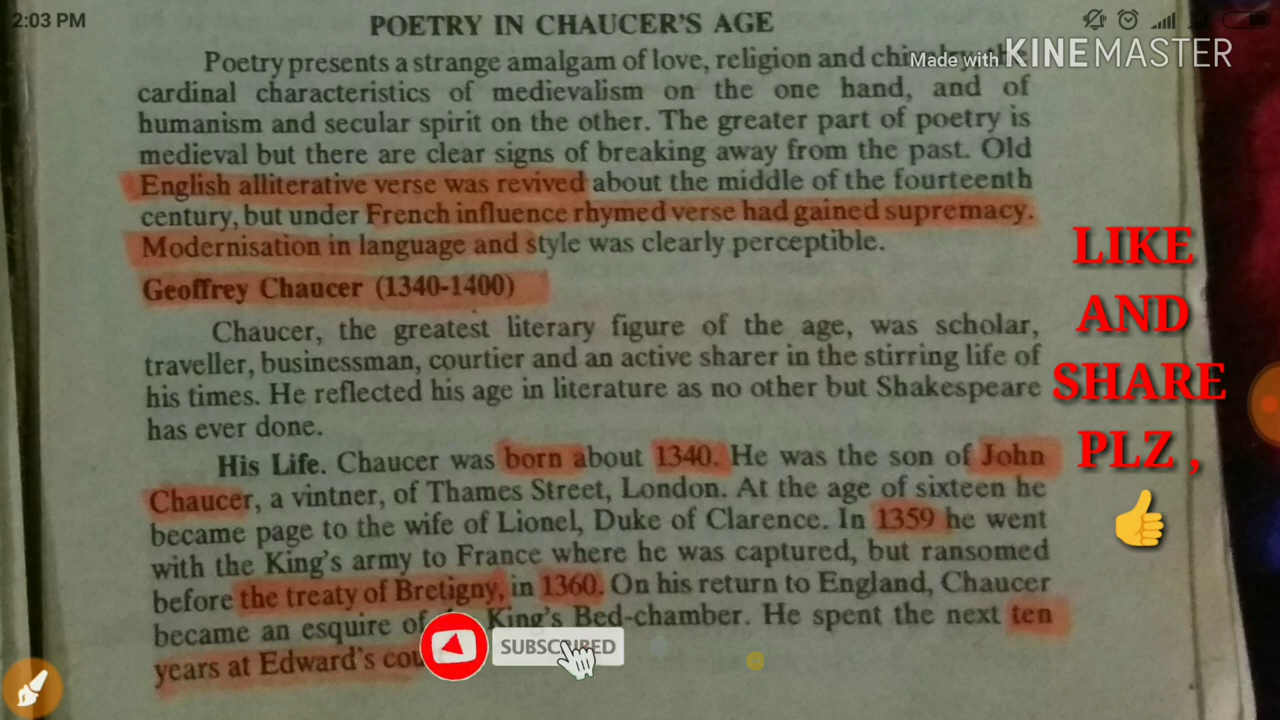 2:03 PM
Made with KINEMASTER
POETRY IN CHAUCER'S AGE
Poetry presents a strange amalgam of love, religion and
cardinal characteristics of medievalism on the one hand, and of
humanism and secular spirit on the other. The greater part of poetry is
medieval but there are clear signs of breaking away from the past. Old
English alliterative verse was revived about the middle of the fourteenth
century, but under French influence rhymed verse had gained supremacy.
Modernisation in language and style was clearly perceptible.
Geoffrey Chaucer (1340-1400)
Chaucer, the greatest literary figure of the age, was scholar,
traveller, businessman, courtier and an active sharer in the stirring life of
his times. He reflected his age in literature as no other but Shakespeare
has ever done.
His Life. Chaucer was born about 1340. He was the son of John
Chaucer, a vintner, of Thames Street, London. At the age of sixteen he
became page to the wife of Lionel, Duke of Clarence. In 1359 he went
with the King's army to France where he was captured, but ransomed
before the treaty of Bretigny, in 1360. On his return to England, Chaucer
became an esquire of King's Bed-chamber. He spent the next ten
years at Edward's
SUBSCRIBED
LIKE
AND
SHARE
PLZ ,